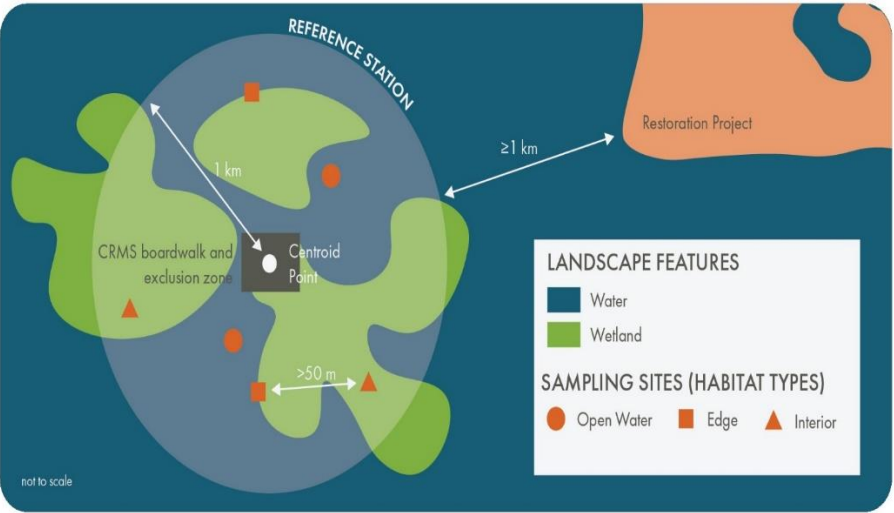 REFERENCE STATION
1 km
≥1 km
Restoration Project
CRMS boardwalk and
exclusion zone
Centroid
Point
>50 m
not to scale
LANDSCAPE FEATURES
Water
Wetland
SAMPLING SITES (HABITAT TYPES)
Open Water
Edge
Interior